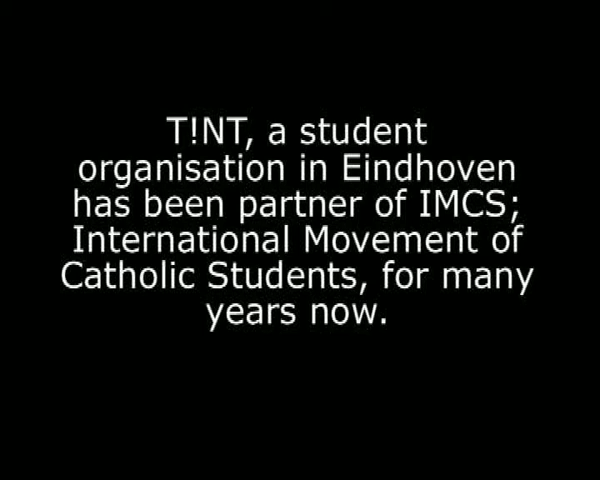 T!NT, a student
organisation in Eindhoven
has been partner of IMCS;
International Movement of
Catholic Students, for many
years now.